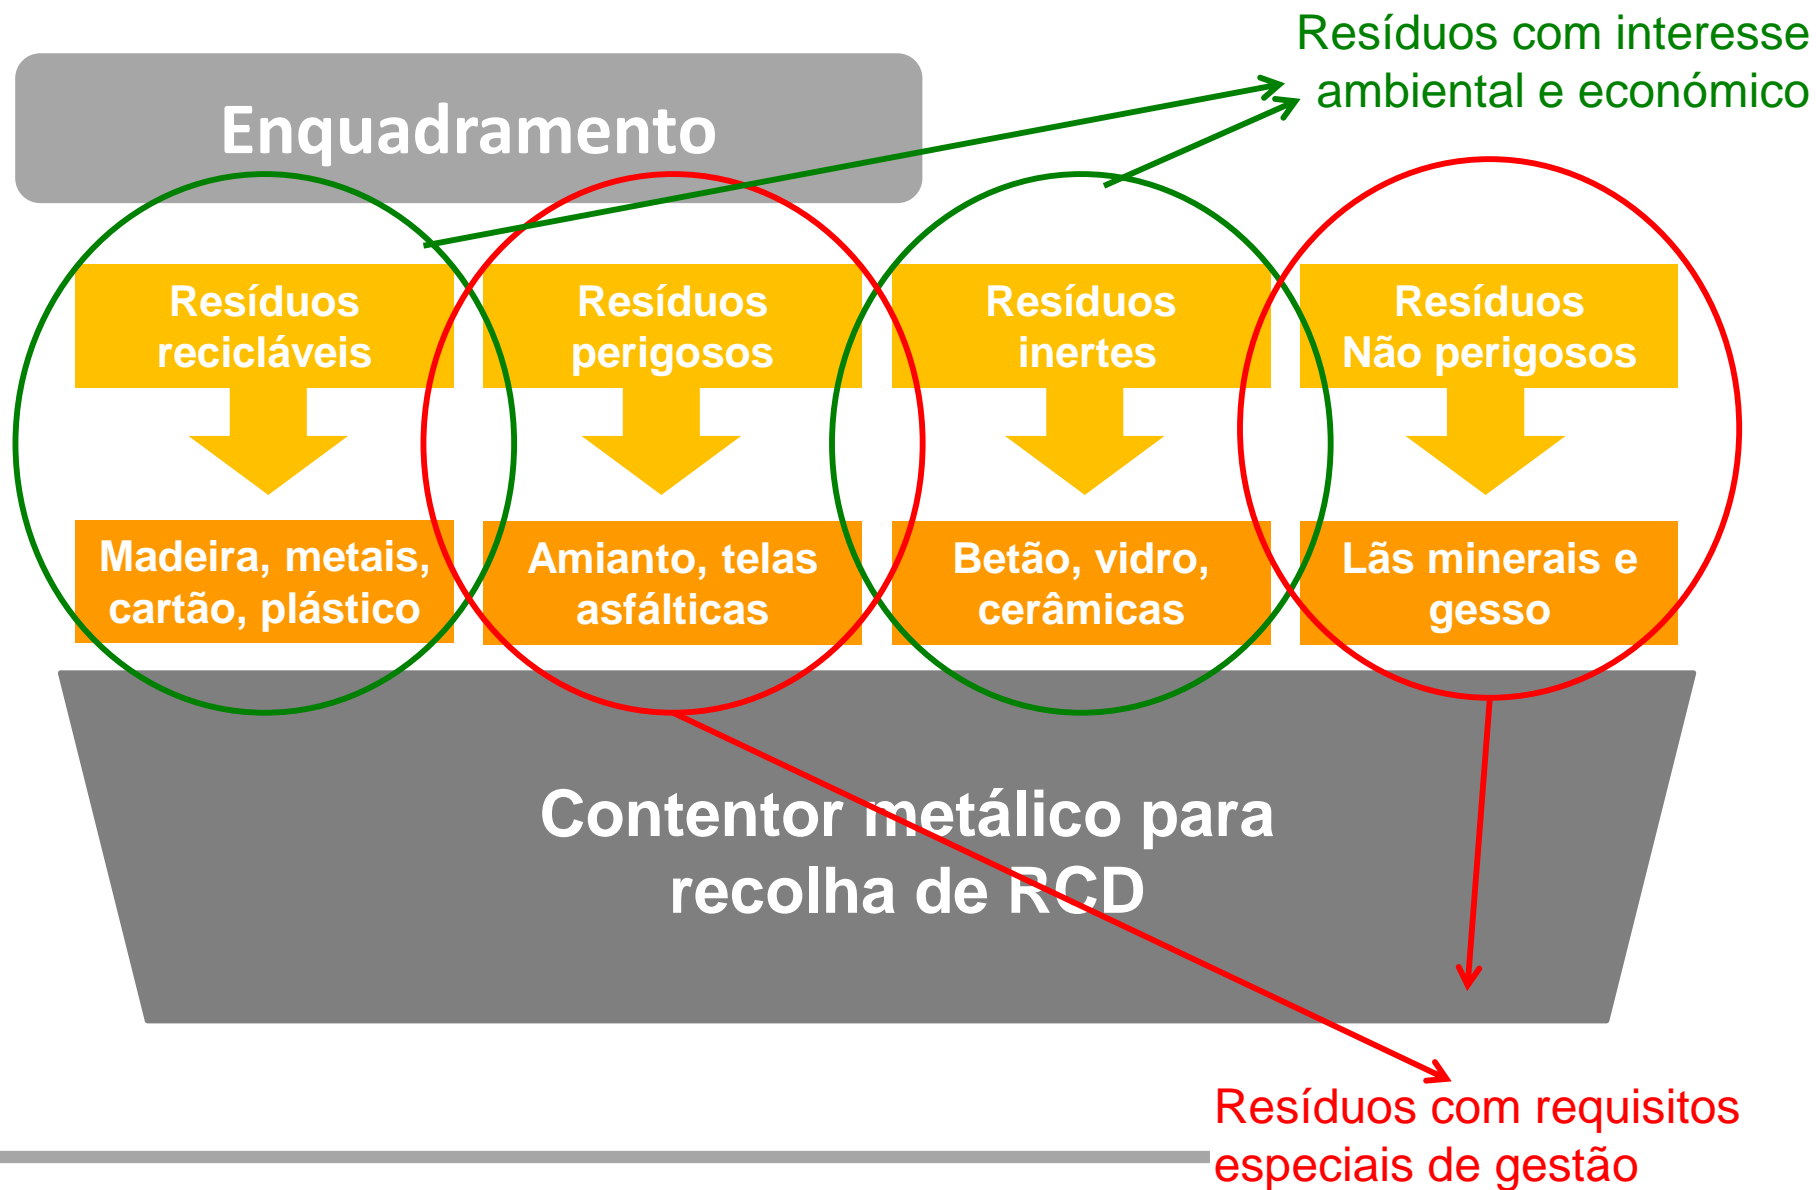 Resíduos com interesse
ambiental e económico
Enquadramento
Resíduos
recicláveis
Resíduos
perigosos
Resíduos
inertes
Resíduos
Não perigosos
Madeira, metais,
cartão, plástico
Amianto, telas
asfálticas
Betão, vidro,
cerâmicas
Lãs minerais e
gesso
Contentor metálico para
recolha de RCD
Resíduos com requisitos
especiais de gestão